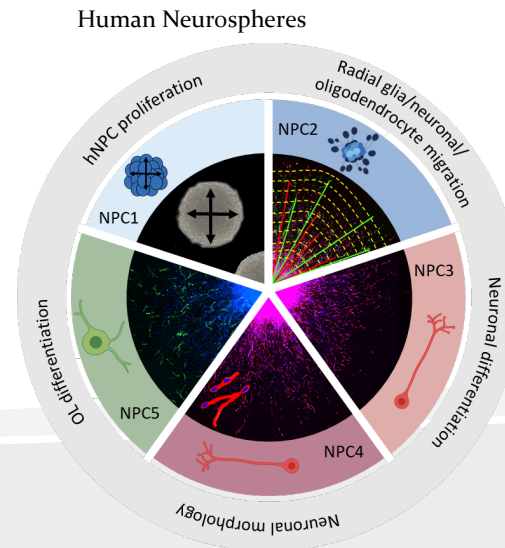 Human Neurospheres
hNPC proliferation
Radial glia/neuronal/
oligodendrocyte migration
NPC1
NPC2
NPC3
Neuronal differentiation
NPC4
Neuronal morphology
NPC5
OL differentiation